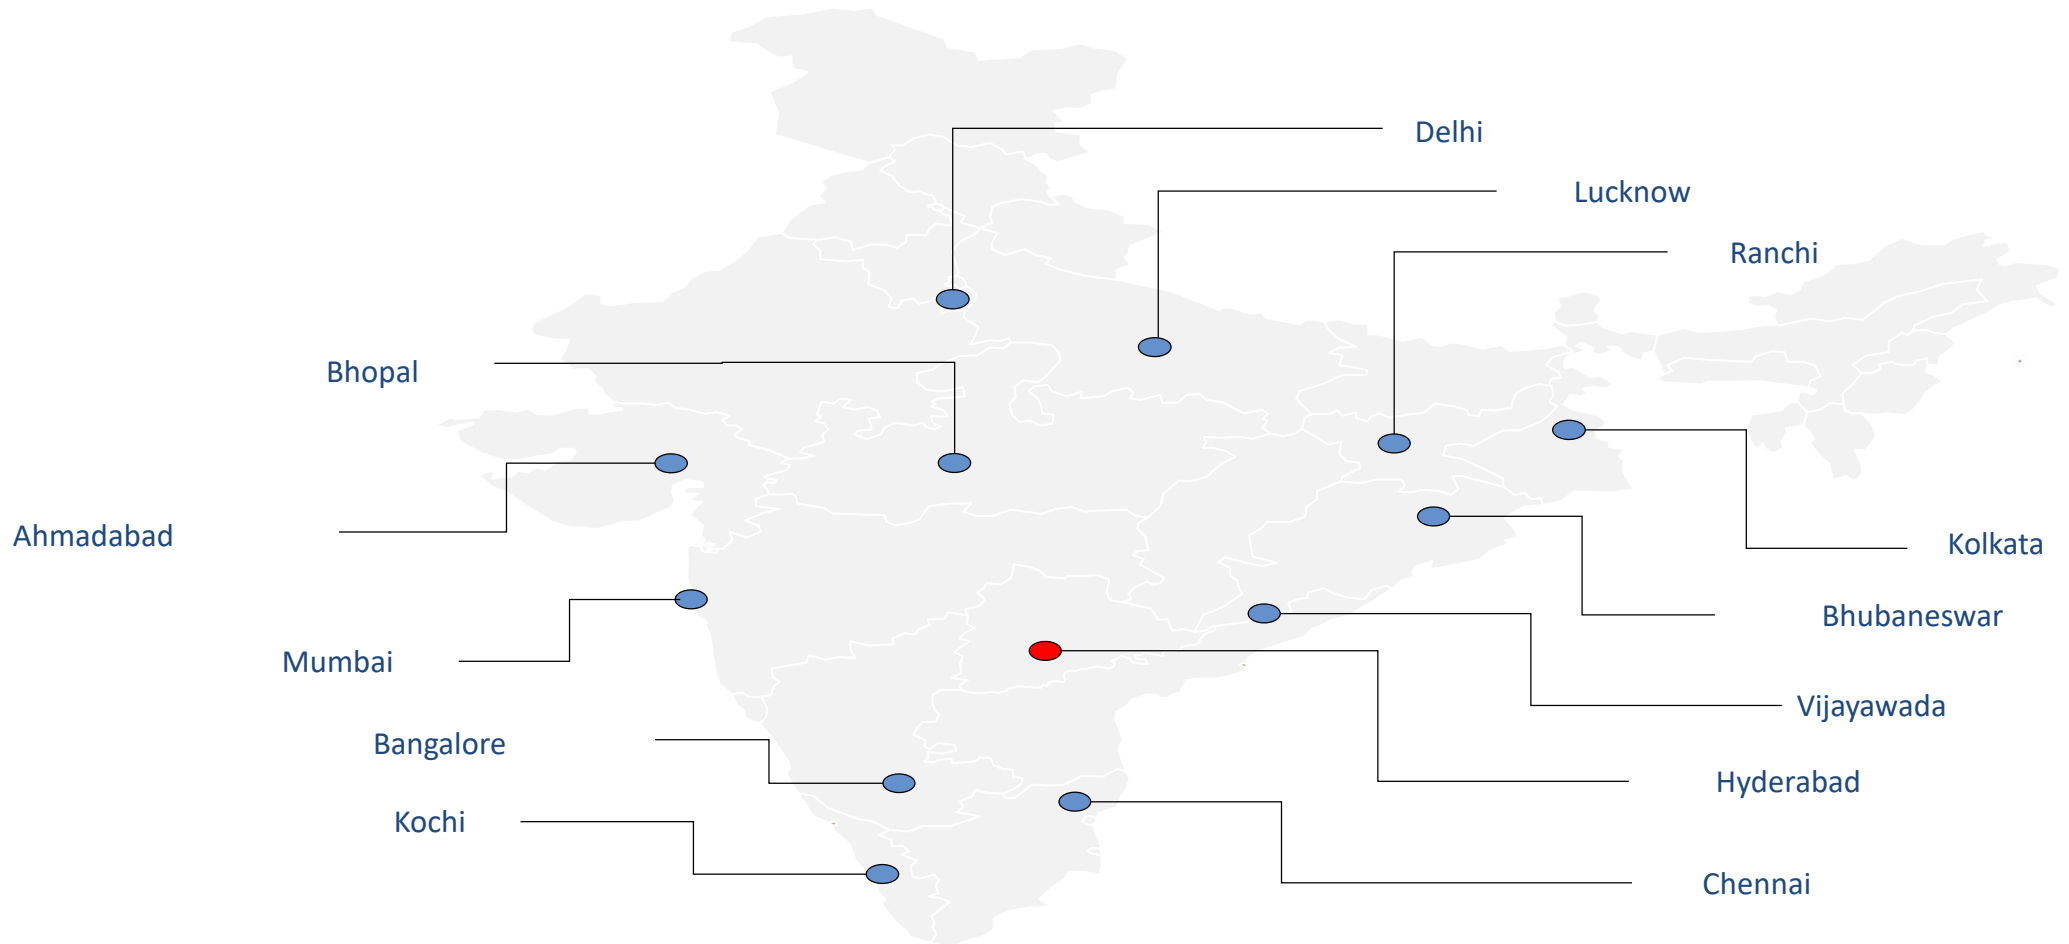 Delhi
Lucknow
Ranchi
Bhopal
Ahmadabad
Kolkata
Bhubaneswar
Mumbai
Vijayawada
Bangalore
Hyderabad
Kochi
Chennai